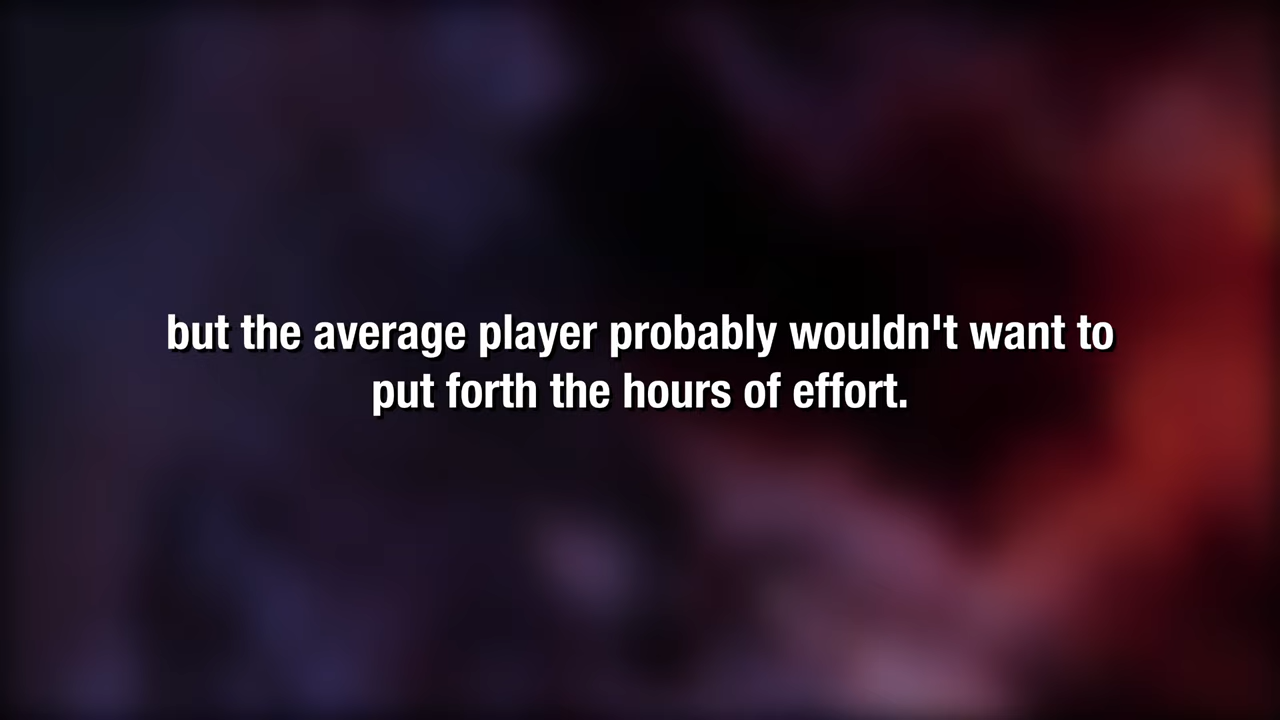 but the average player probably wouldn't want to
put forth the hours of effort.